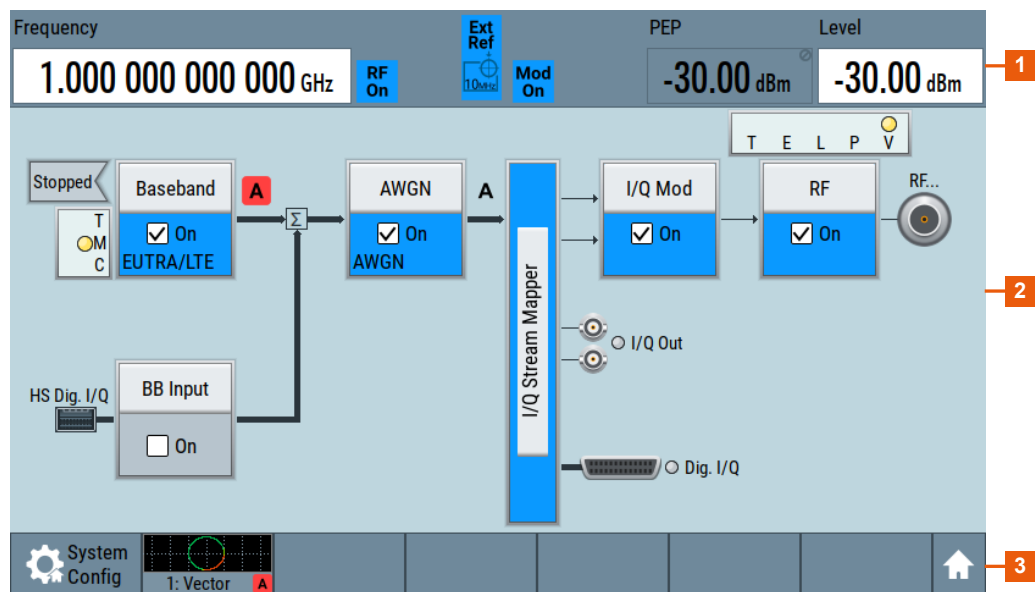 Frequency
Ext
Ref
PEP
Level
1.000 000 000 000 GHz
RF
On
10MHz
Mod
On
-30.00 dBm
-30.00 dBm
1
T E L P V
Stopped
Baseband
A
AWGN
A
I/Q Mod
RF
RF...
T
M
C
On
EUTRA/LTE
Σ
On
AWGN
On
On
I/Q Stream Mapper
2
I/Q Out
HS Dig. I/Q
BB Input
On
Dig. I/Q
System
Config
1: Vector
A
3